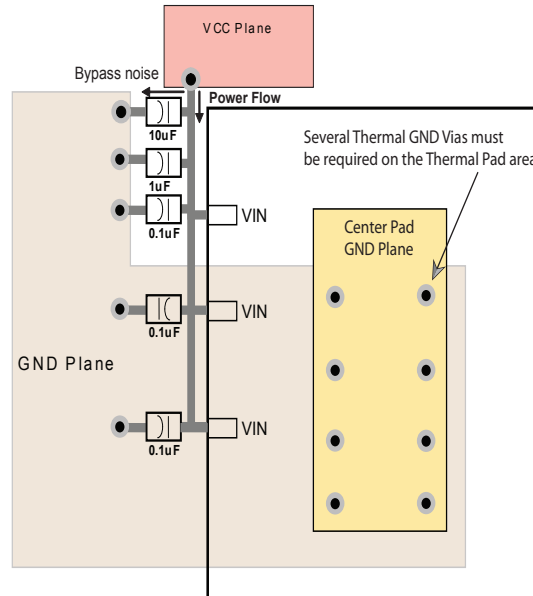 VCC Plane
Bypass noise
Power Flow
10uF
Several Thermal GND Vias must
be required on the Thermal Pad area
1uF
0.1uF
VIN
Center Pad
GND Plane
VIN
0.1uF
GND Plane
VIN
0.1uF